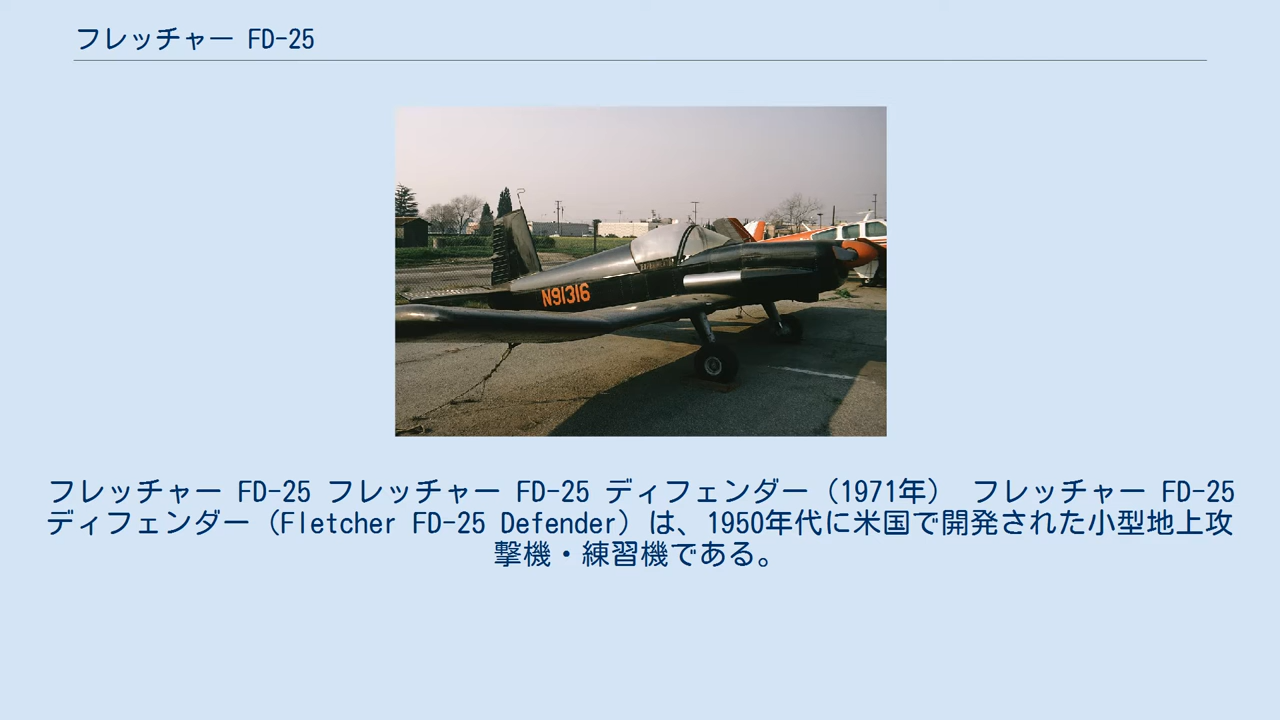 フレッチャー FD-25
N91316
フレッチャー FD-25 フレッチャー FD-25 ディフェンダー（1971年） フレッチャー FD-25
ディフェンダー（Fletcher FD-25 Defender）は、1950年代に米国で開発された小型地上攻
撃機・練習機である。